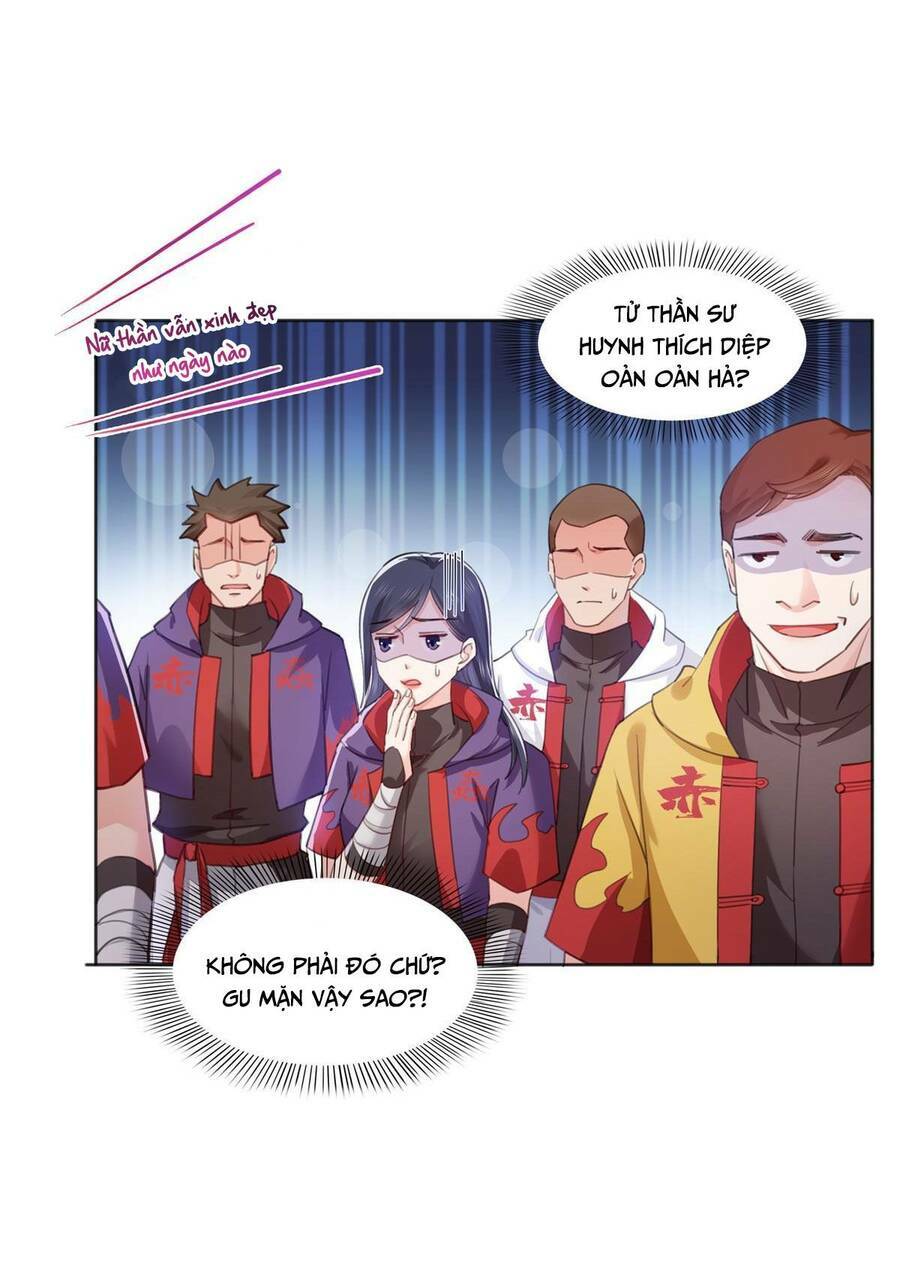 Nữ thần vẫn xinh đẹp
như ngày nào
TỬ THẦN SƯ
HUYNH THÍCH DIỆP
OẢN OẢN HẢ?
赤
赤
赤
赤
赤
赤
KHÔNG PHẢI ĐÓ CHỨ?
GU MẶN VẬY SAO?!